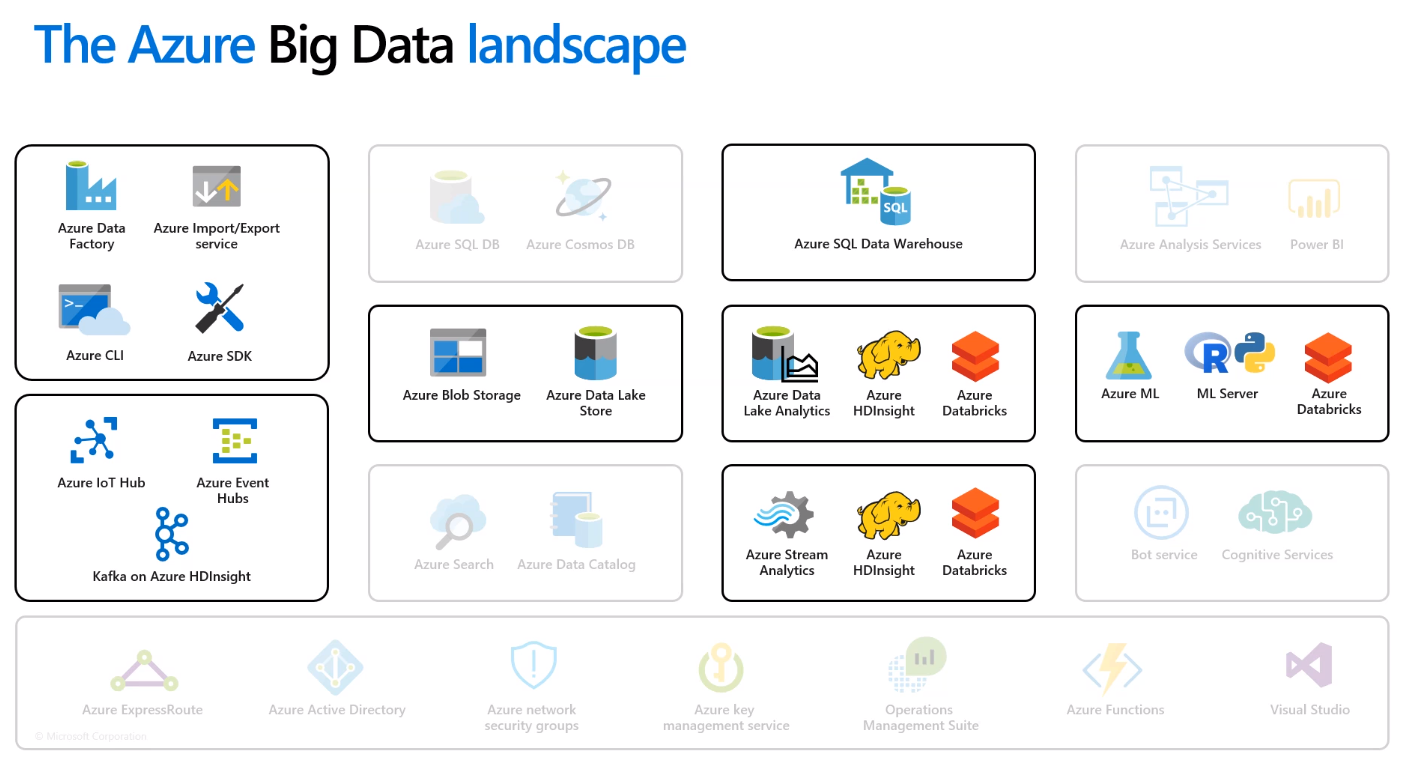 The Azure Big Data landscape
Azure Data
Factory
Azure Import/Export
service
Azure CLI
Azure SDK
Azure IoT Hub
Azure Event
Hubs
Kafka on Azure HDInsight
Azure SQL DB
Azure Cosmos DB
Azure Blob Storage
Azure Data Lake
Store
Azure Search
Azure Data Catalog
SQL
Azure SQL Data Warehouse
Azure Data
Lake Analytics
Azure
HDInsight
Azure
Databricks
Azure Stream
Analytics
Azure
HDInsight
Azure
Databricks
Azure Analysis Services
Power BI
R
Azure ML
ML Server
Azure
Databricks
Bot service
Cognitive Services
Azure ExpressRoute
Azure Active Directory
Azure network
security groups
Azure key
management service
Operations
Management Suite
Azure Functions
Visual Studio
© Microsoft Corporation